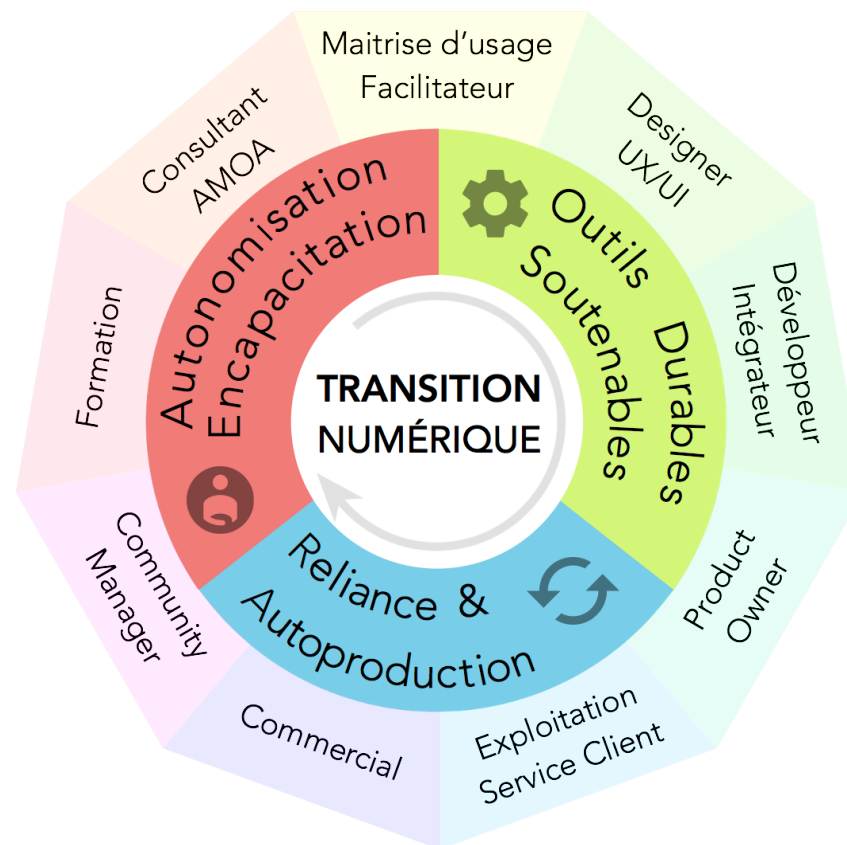 Maitrise d’usage
Facilitateur
Designer
UX/UI
Développeur
Intégrateur
Product
Owner
Exploitation
Service Client
Commercial
Community
Manager
Formation
Consultant
AMOA
Autonomisation
Encapacitation
Outils Durables
Soutenables
Reliance &
Autoproduction
TRANSITION
NUMÉRIQUE